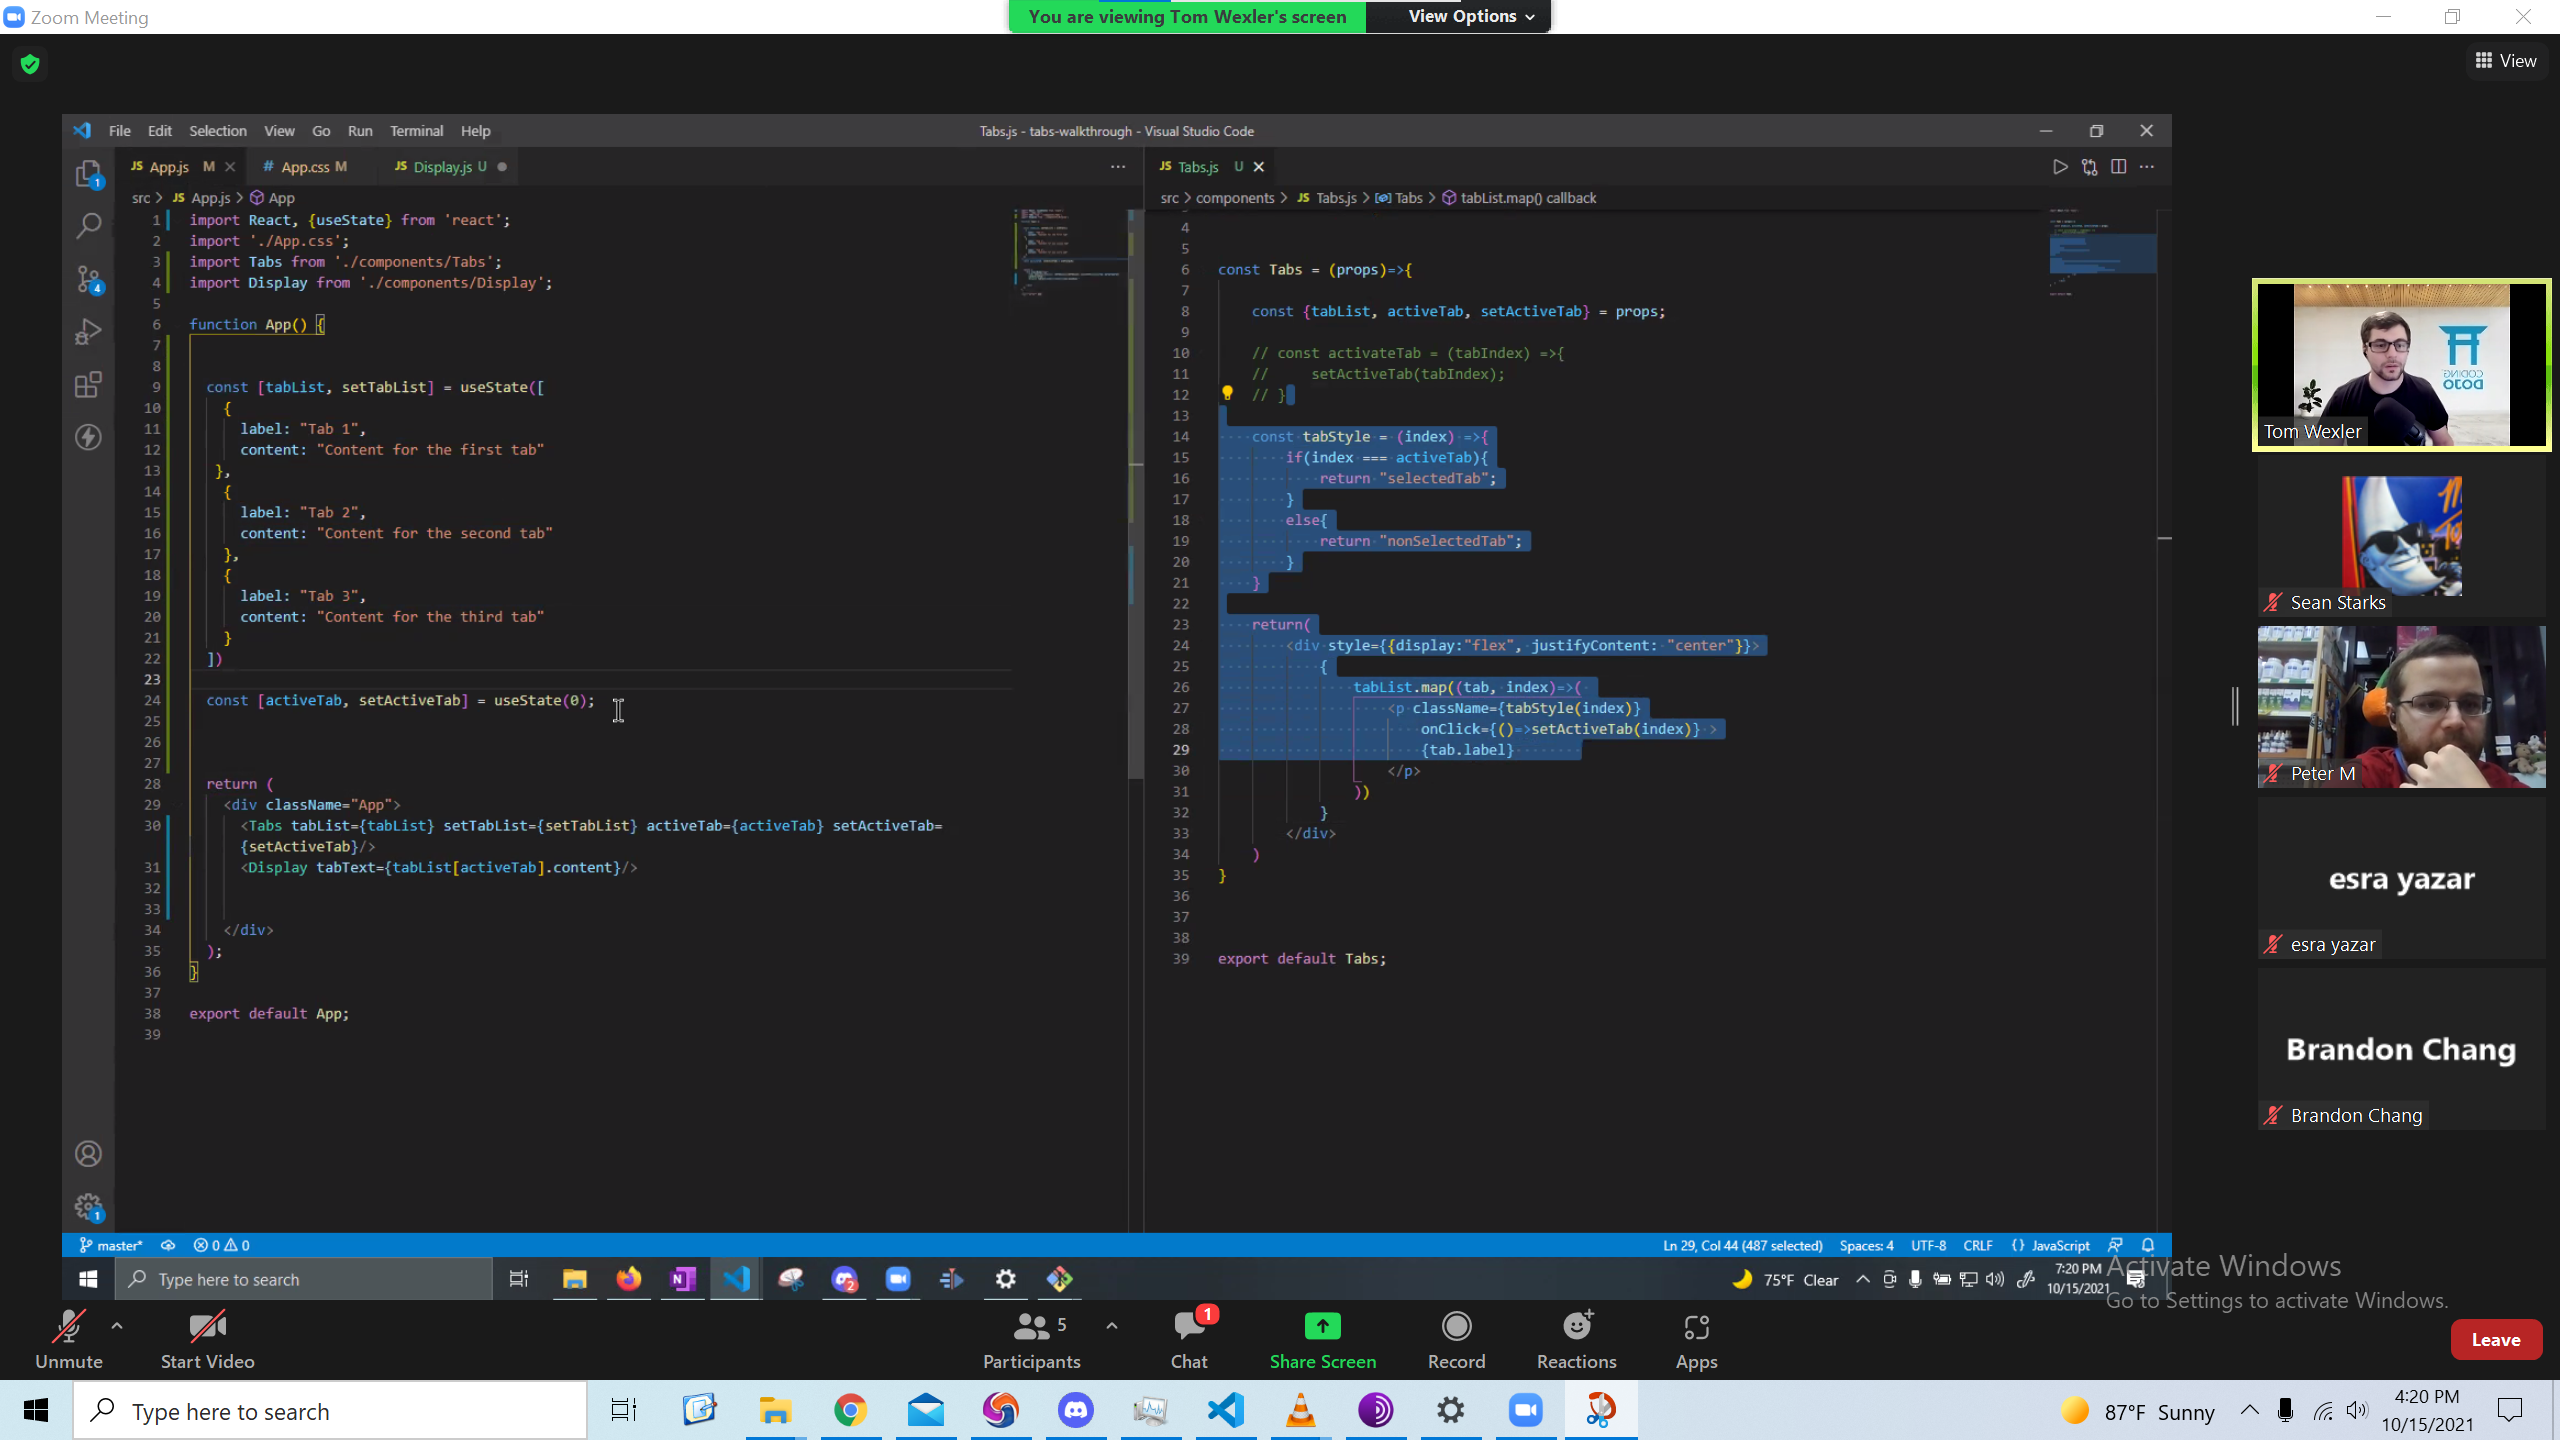 Zoom Meeting
You are viewing Tom Wexler's screen
View Options
View
File Edit Selection View Go Run Terminal Help
Tabs.js - tabs-walkthrough - Visual Studio Code
JS App.js M
# App.css M
JS Display.js U
src > JS App.js > App
1 import React, {useState} from 'react';
2 import './App.css';
3 import Tabs from './components/Tabs';
4 import Display from './components/Display';
5
6 function App() {
7
8
9 const [tabList, setTabList] = useState([
10 {
11 label: "Tab 1",
12 content: "Content for the first tab"
13 },
14 {
15 label: "Tab 2",
16 content: "Content for the second tab"
17 },
18 {
19 label: "Tab 3",
20 content: "Content for the third tab"
21 }
22 ])
23
24 const [activeTab, setActiveTab] = useState(0);
25
26
27
28 return (
29 <div className="App">
30 <Tabs tabList={tabList} setTabList={setTabList} activeTab={activeTab} setActiveTab=
{setActiveTab}/>
31 <Display tabText={tabList[activeTab].content}/>
32
33
34 </div>
35 );
36 }
37
38 export default App;
39
JS Tabs.js U
src > components > JS Tabs.js > Tabs > tabList.map() callback
4
5
6 const Tabs = (props)=>{
7
8 const {tabList, activeTab, setActiveTab} = props;
9
10 // const activateTab = (tabIndex) =>{
11 // setActiveTab(tabIndex);
12 // }
13
14 const tabStyle = (index) =>{
15 if(index === activeTab){
16 return "selectedTab";
17 }
18 else{
19 return "nonSelectedTab";
20 }
21 }
22
23 return(
24 <div style={{display:"flex", justifyContent: "center"}}>
25 {
26 tabList.map((tab, index)=>(
27 <p className={tabStyle(index)}
28 onClick={()=>setActiveTab(index)} >
29 {tab.label}
30 </p>
31 ))
32 }
33 </div>
34 )
35 }
36
37
38
39 export default Tabs;
1
4
1
master* 0 0
Ln 29, Col 44 (487 selected) Spaces: 4 UTF-8 CRLF {} JavaScript
Type here to search
2
75°F Clear
7:20 PM
10/15/2021
CODING
DOJO
Tom Wexler
Sean Starks
Peter M
esra yazar
esra yazar
Brandon Chang
Brandon Chang
Activate Windows
Go to Settings to activate Windows.
Unmute
Start Video
5
Participants
1
Chat
Share Screen
Record
Reactions
Apps
Leave
Type here to search
87°F Sunny
4:20 PM
10/15/2021